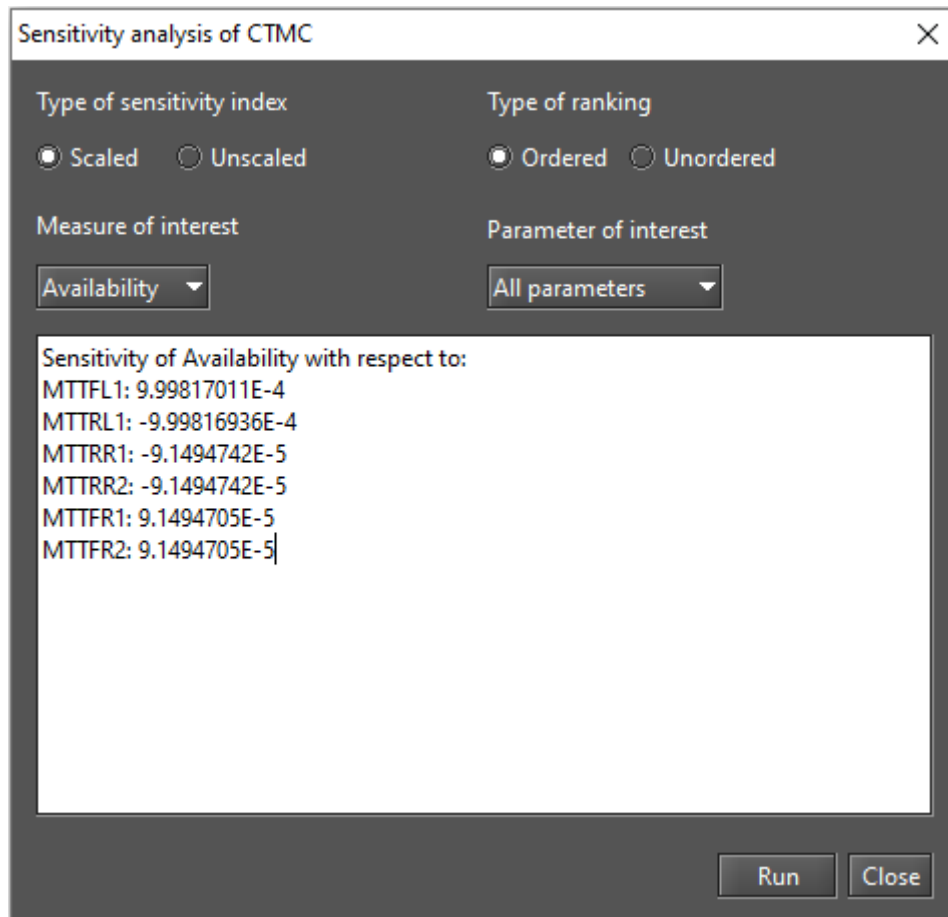 Sensitivity analysis of CTMC
Type of sensitivity index
Type of ranking
Scaled Unscaled
Ordered Unordered
Measure of interest
Parameter of interest
Availability
All parameters
Sensitivity of Availability with respect to:
MTTFL1: 9.99817011E-4
MTTRL1: -9.99816936E-4
MTTRR1: -9.1494742E-5
MTTRR2: -9.1494742E-5
MTTFR1: 9.1494705E-5
MTTFR2: 9.1494705E-5
Run
Close